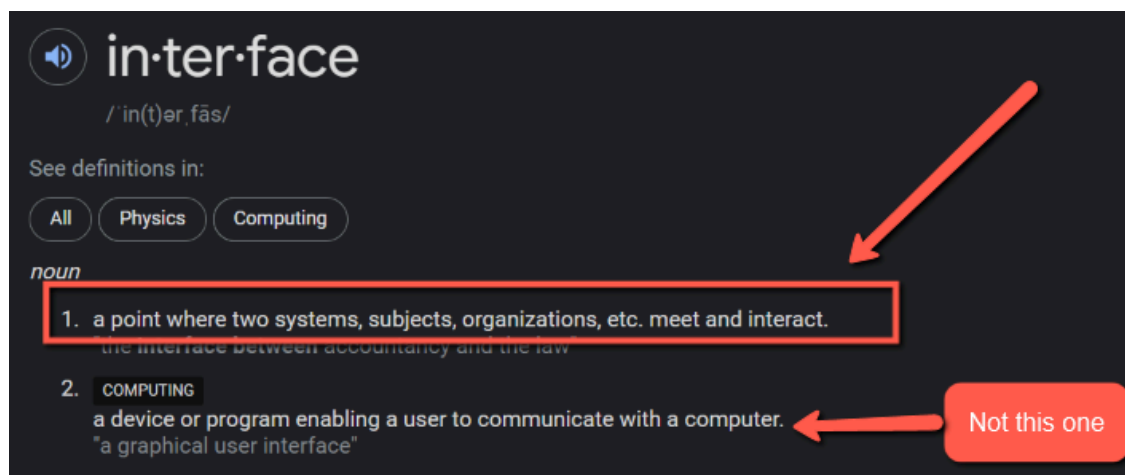 in·ter·face
/ˈin(t)ərˌfās/
See definitions in:
All Physics Computing
noun
1. a point where two systems, subjects, organizations, etc. meet and interact.
"the interface between accountancy and the law"
2. COMPUTING
a device or program enabling a user to communicate with a computer.
Not this one
"a graphical user interface"